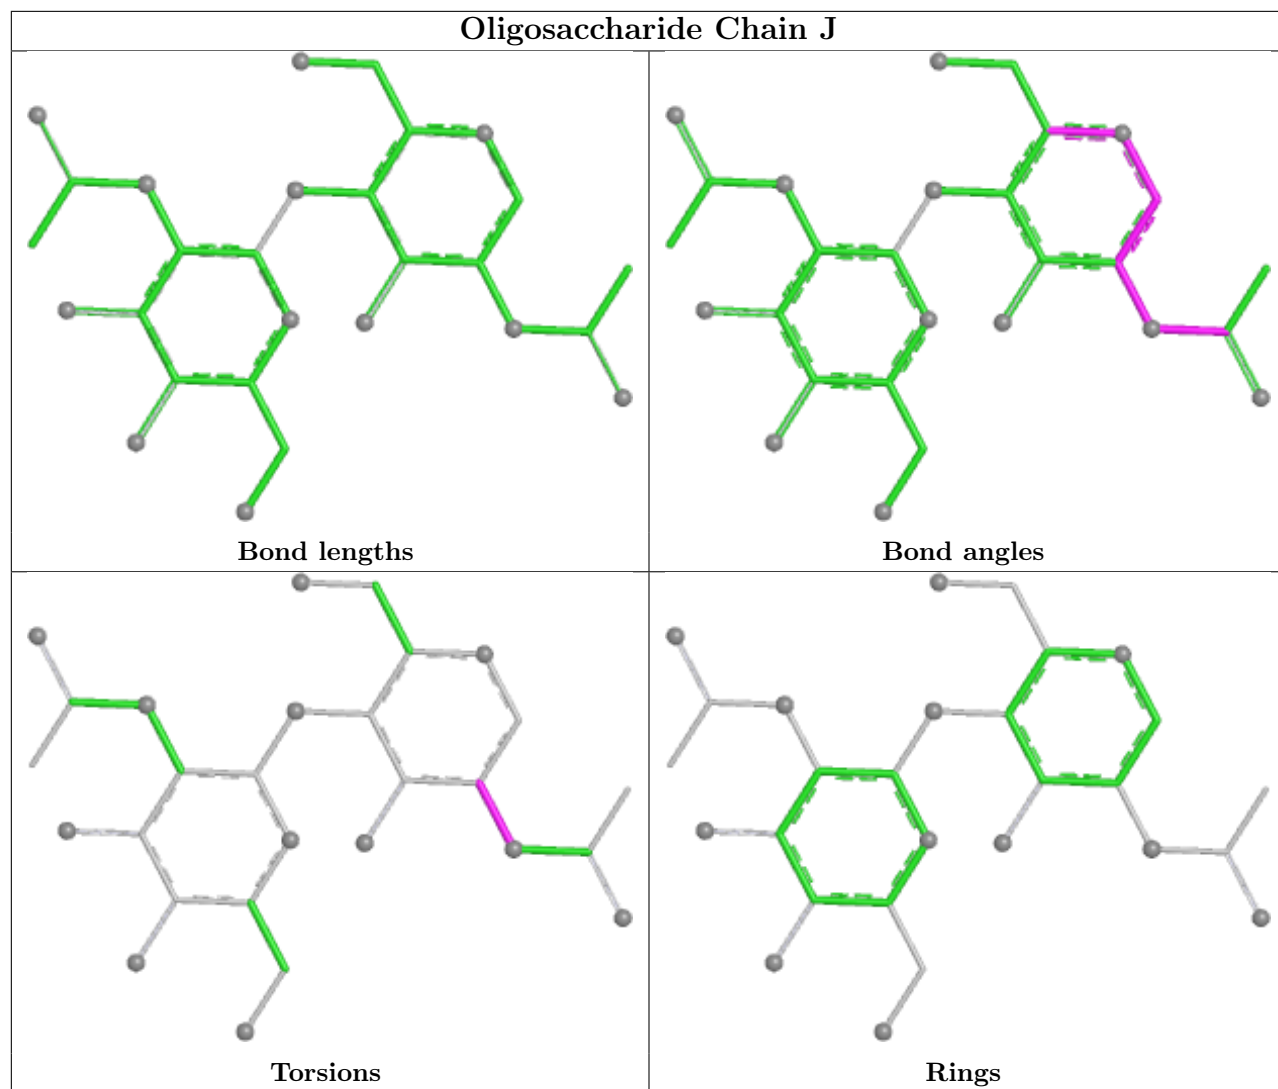 Oligosaccharide Chain J
Bond lengths
Bond angles
Torsions
Rings